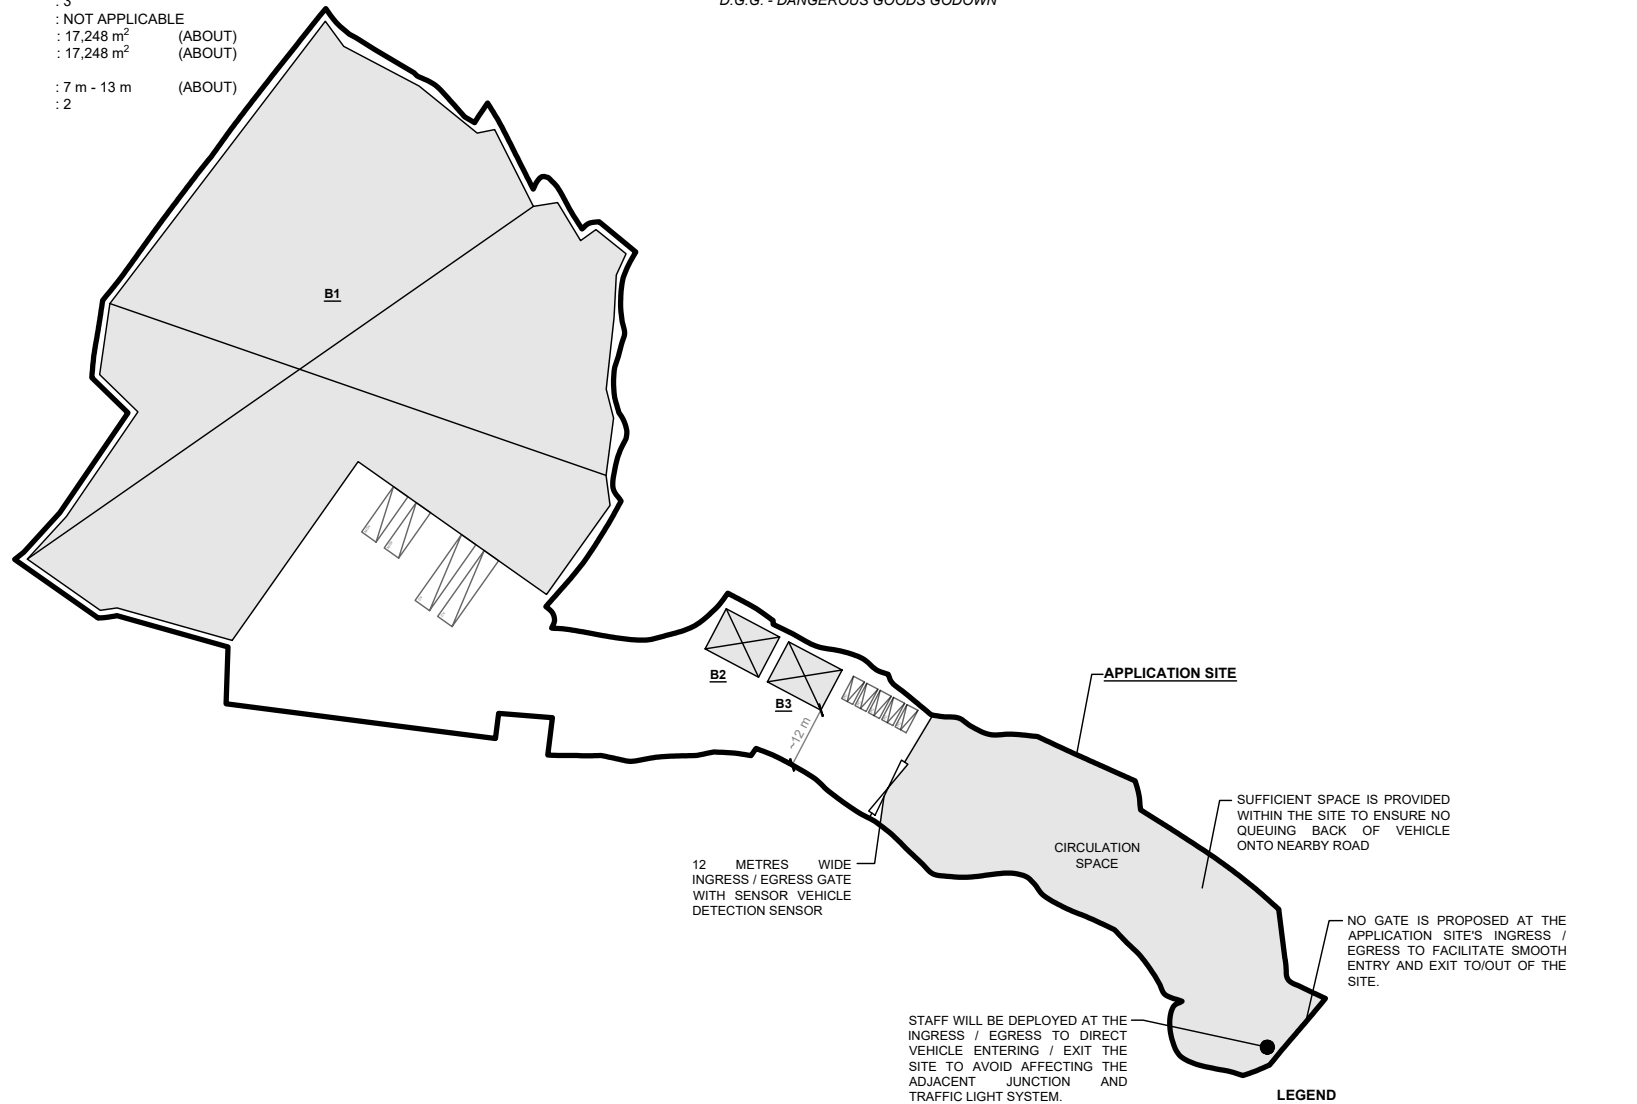 : 3
D.G.G. - DANGEROUS GOODS GODOWN
: NOT APPLICABLE
: 17,248 m² (ABOUT)
: 17,248 m² (ABOUT)
: 7 m - 13 m (ABOUT)
: 2
B1
B2
B3
~12 m
APPLICATION SITE
SUFFICIENT SPACE IS PROVIDED
WITHIN THE SITE TO ENSURE NO
QUEUING BACK OF VEHICLE
ONTO NEARBY ROAD
CIRCULATION
SPACE
12 METRES WIDE
INGRESS / EGRESS GATE
WITH SENSOR VEHICLE
DETECTION SENSOR
NO GATE IS PROPOSED AT THE
APPLICATION SITE'S INGRESS /
EGRESS TO FACILITATE SMOOTH
ENTRY AND EXIT TO/OUT OF THE
SITE.
STAFF WILL BE DEPLOYED AT THE
INGRESS / EGRESS TO DIRECT
VEHICLE ENTERING / EXIT THE
SITE TO AVOID AFFECTING THE
ADJACENT JUNCTION AND
TRAFFIC LIGHT SYSTEM.
LEGEND